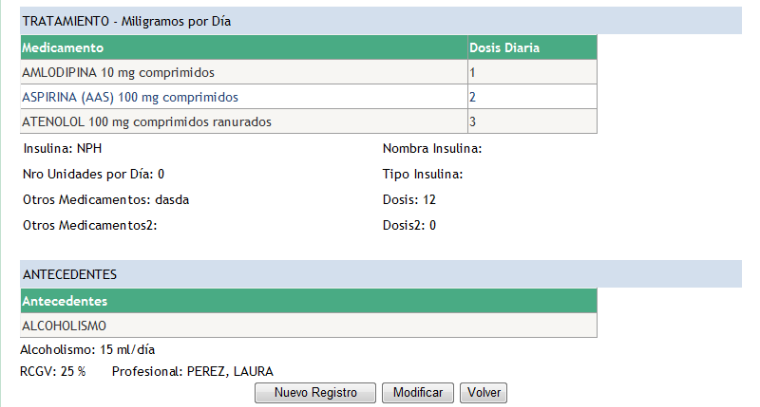 TRATAMIENTO - Miligramos por Día
Medicamento Dosis Diaria
AMLODIPINA 10 mg comprimidos 1
ASPIRINA (AAS) 100 mg comprimidos 2
ATENOLOL 100 mg comprimidos ranurados 3
Insulina: NPH Nombra Insulina:
Nro Unidades por Día: 0 Tipo Insulina:
Otros Medicamentos: dasda Dosis: 12
Otros Medicamentos2: Dosis2: 0
ANTECEDENTES
Antecedentes
ALCOHOLISMO
Alcoholismo: 15 ml/día
RCGV: 25 % Profesional: PEREZ, LAURA
Nuevo Registro Modificar Volver